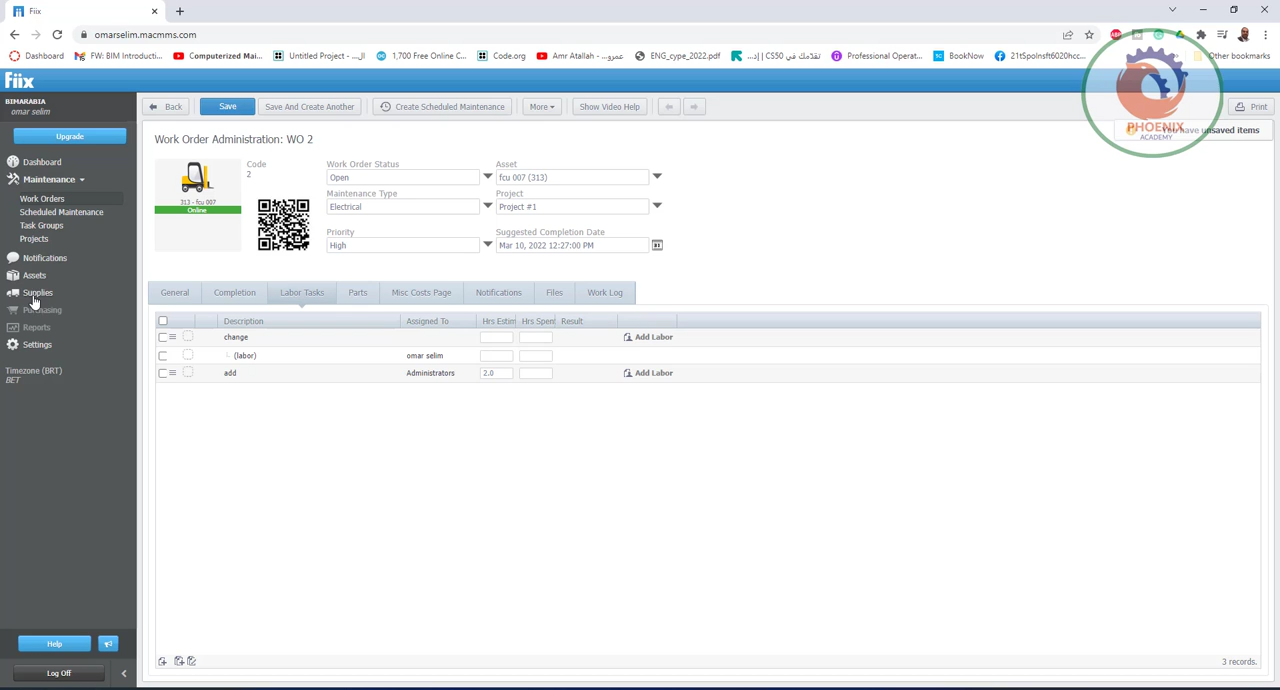 Fiix
omarselim.macmms.com
Dashboard
FW: BIM Introducti...
Computerized Mai...
Untitled Project - ال...
1,700 Free Online C...
Code.org
Amr Atallah - عمرو...
ENG_cype_2022.pdf
تقدّمك في CS50 | إد...
Professional Operat...
BookNow
21tSpoInsft6020hcc...
Other bookmarks
fiix
BIMARABIA
omar selim
Upgrade
Dashboard
Maintenance
Work Orders
Scheduled Maintenance
Task Groups
Projects
Notifications
Assets
Supplies
Purchasing
Reports
Settings
Timezone (BRT)
BET
Help
Log Off
Back
Save
Save And Create Another
Create Scheduled Maintenance
More
Show Video Help
Print
PHOENIX
ACADEMY
You have unsaved items
Work Order Administration: WO 2
313 - fcu 007
Online
Code
2
Work Order Status
Open
Asset
fcu 007 (313)
Maintenance Type
Electrical
Project
Project #1
Priority
High
Suggested Completion Date
Mar 10, 2022 12:27:00 PM
General
Completion
Labor Tasks
Parts
Misc Costs Page
Notifications
Files
Work Log
Description Assigned To Hrs Estim Hrs Spent Result
change Add Labor
(labor) omar selim
add Administrators 2.0 Add Labor
3 records.